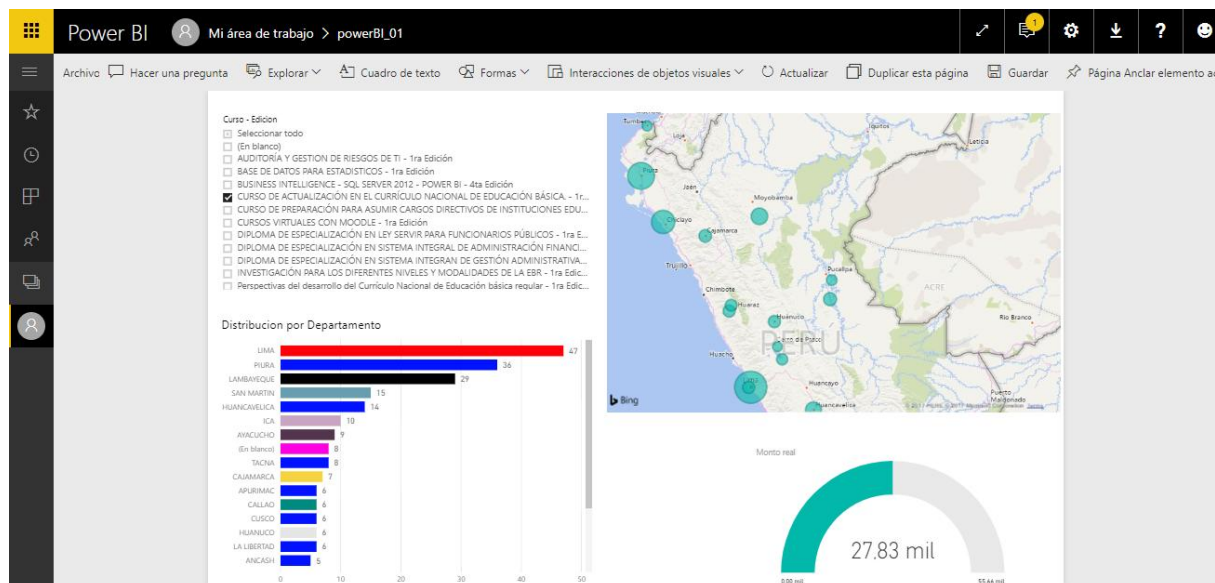 Power BI Mi área de trabajo > powerBI_01 1 ?
Archivo Hacer una pregunta Explorar Cuadro de texto Formas Interacciones de objetos visuales Actualizar Duplicar esta página Guardar Página Anclar elemento
Curso - Edicion
Seleccionar todo
(En blanco)
AUDITORÍA Y GESTION DE RIESGOS DE TI - 1ra Edición
BASE DE DATOS PARA ESTADISTICOS - 1ra Edición
BUSINESS INTELLIGENCE - SQL SERVER 2012 - POWER BI - 4ta Edición
CURSO DE ACTUALIZACIÓN EN EL CURRÍCULO NACIONAL DE EDUCACIÓN BÁSICA. - 1r...
CURSO DE PREPARACIÓN PARA ASUMIR CARGOS DIRECTIVOS DE INSTITUCIONES EDU...
CURSOS VIRTUALES CON MOODLE - 1ra Edición
DIPLOMA DE ESPECIALIZACIÓN EN LEY SERVIR PARA FUNCIONARIOS PÚBLICOS - 1ra E...
DIPLOMA DE ESPECIALIZACIÓN EN SISTEMA INTEGRAL DE ADMINISTRACIÓN FINANCI...
DIPLOMA DE ESPECIALIZACIÓN EN SISTEMA INTEGRAN DE GESTIÓN ADMINISTRATIVA...
INVESTIGACIÓN PARA LOS DIFERENTES NIVELES Y MODALIDADES DE LA EBR - 1ra Edic...
Perspectivas del desarrollo del Currículo Nacional de Educación básica regular - 1ra Edic...
Distribucion por Departamento
LIMA 47
PIURA 36
LAMBAYEQUE 29
SAN MARTIN 15
HUANCAVELICA 14
ICA 10
AYACUCHO 9
(En blanco) 8
TACNA 8
CAJAMARCA 7
APURIMAC 6
CALLAO 6
CUSCO 6
HUANUCO 6
LA LIBERTAD 6
ANCASH 5
0 10 20 30 40 50
Tumbes
Loja
Iquitos
Leticia
Piura
Jaén
Moyobamba
Chiclayo
Cajamarca
Trujillo
Pucallpa
Chimbote
ACRE
Huaraz
Huánuco
Rio Branco
Cerro de Pasco
PERU
Huacho
Huancayo
Puerto
Maldonado
Bing
Huancavelica
Monto real
27,83 mil
0,00 mil 55,66 mil